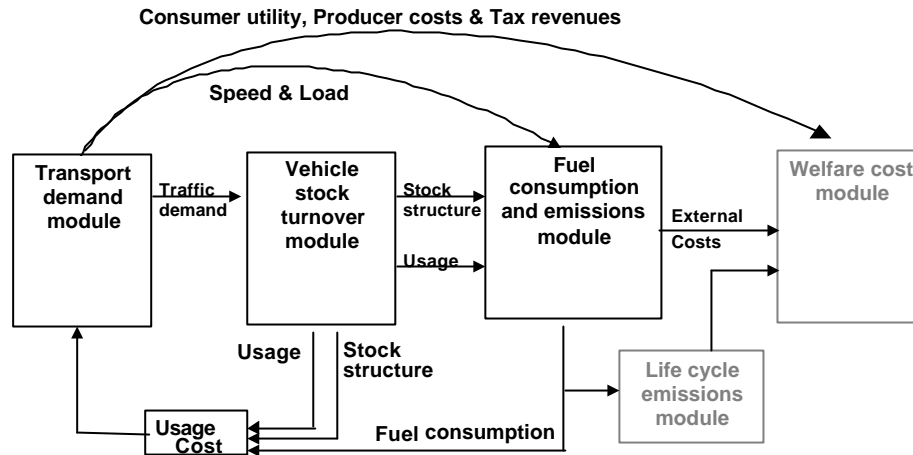 Consumer utility, Producer costs & Tax revenues
Speed & Load
Transport
demand
module
Traffic
demand
Vehicle
stock
turnover
module
Stock
structure
Usage
Fuel
consumption
and emissions
module
External
Costs
Welfare cost
module
Usage
Stock
structure
Life cycle
emissions
module
Usage
Cost
Fuel consumption